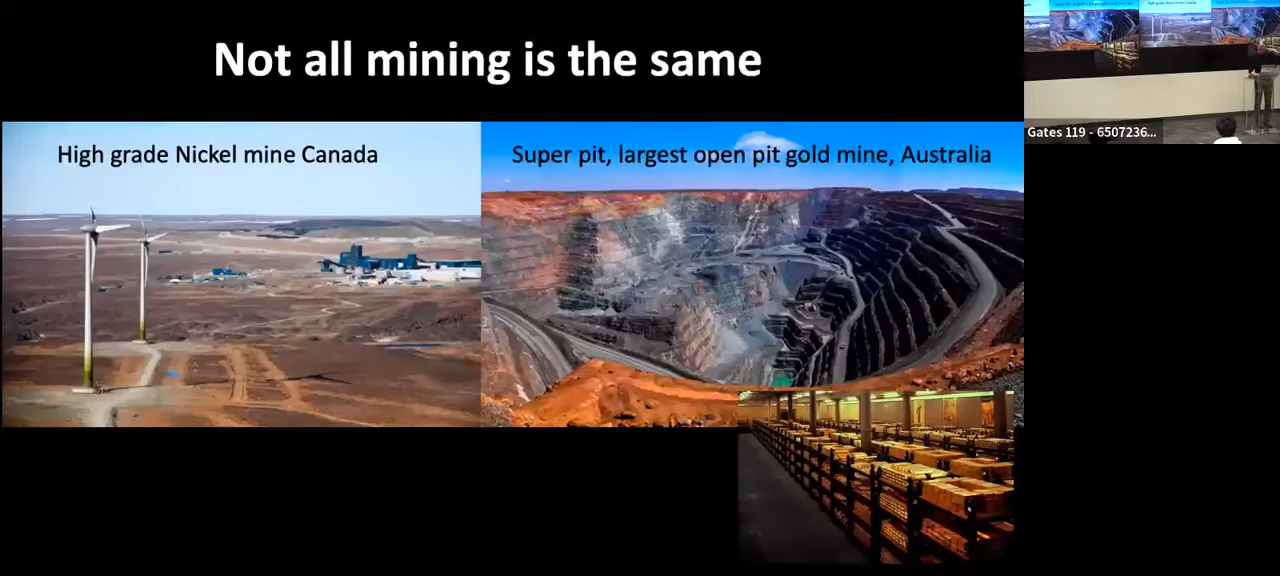 Not all mining is the same
High grade Nickel mine Canada
Super pit, largest open pit gold mine, Australia
Gates 119 - 6507236...